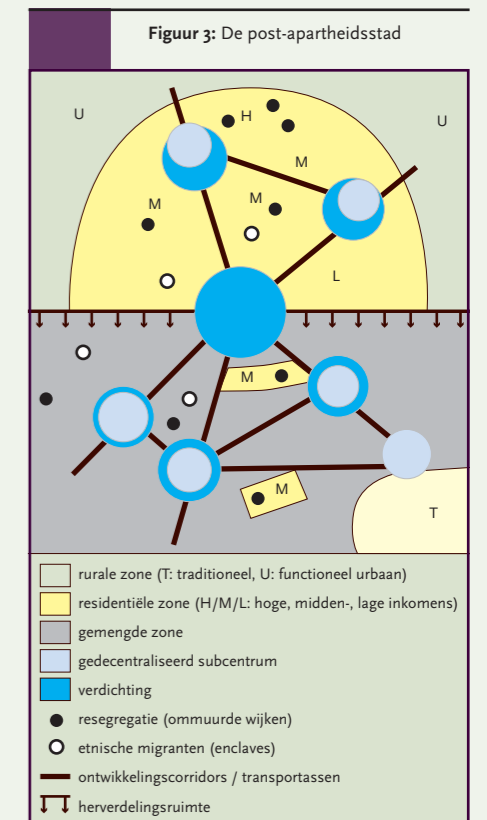 Figuur 3: De post-apartheidsstad
U
H
U
M
M
M
L
M
M
T
rurale zone (T: traditioneel, U: functioneel urbaan)
residentiële zone (H/M/L: hoge, midden-, lage inkomens)
gemengde zone
gedecentraliseerd subcentrum
verdichting
resegregatie (ommuurde wijken)
etnische migranten (enclaves)
ontwikkelingscorridors / transportassen
herverdelingsruimte